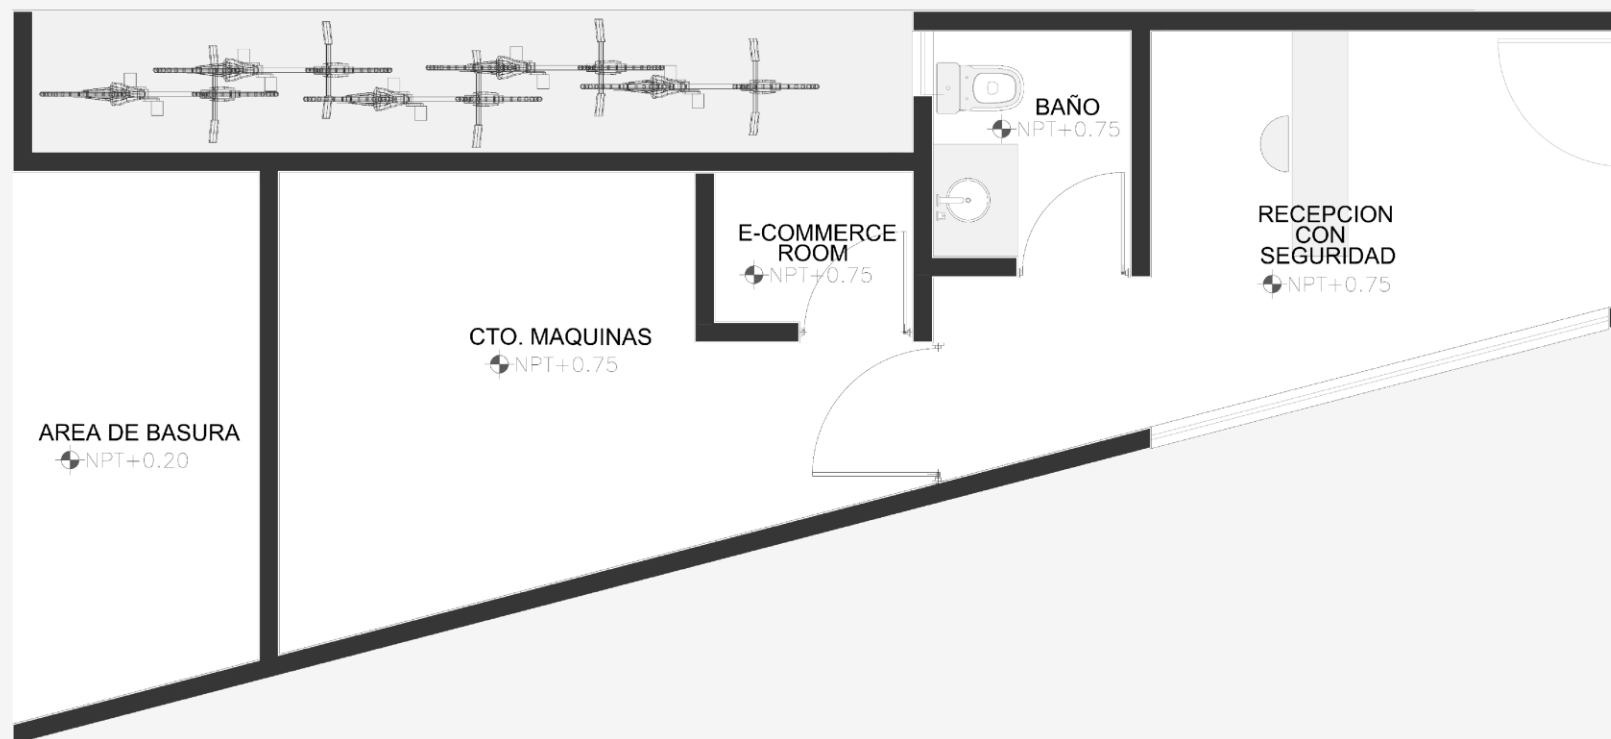 BAÑO
NPT+0.75
RECEPCION
CON
SEGURIDAD
NPT+0.75
E-COMMERCE
ROOM
NPT+0.75
CTO. MAQUINAS
NPT+0.75
AREA DE BASURA
NPT+0.20